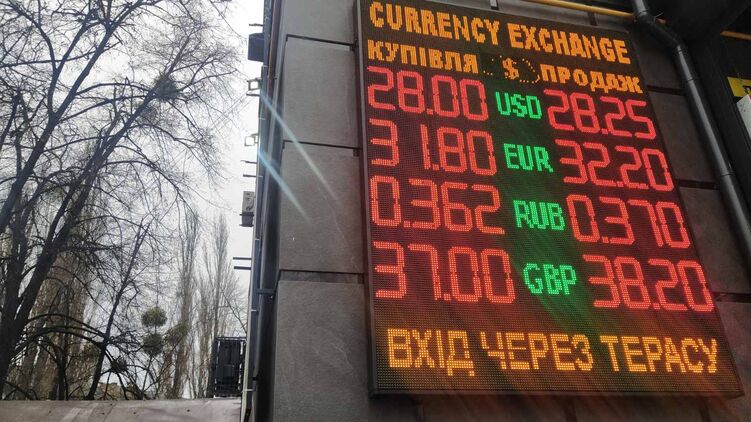 CURRENCY EXCHANGE
КУПІВЛЯ $ ПРОДАЖ
28.00 USD 28.25
31.80 EUR 32.20
0.362 RUB 0.370
37.00 GBP 38.20
ВХІД ЧЕРЕЗ ТЕРАСУ